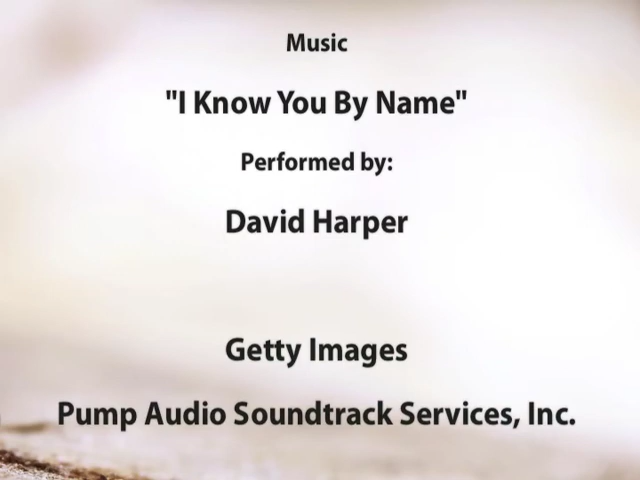 Music
"I Know You By Name"
Performed by:
David Harper
Getty Images
Pump Audio Soundtrack Services, Inc.